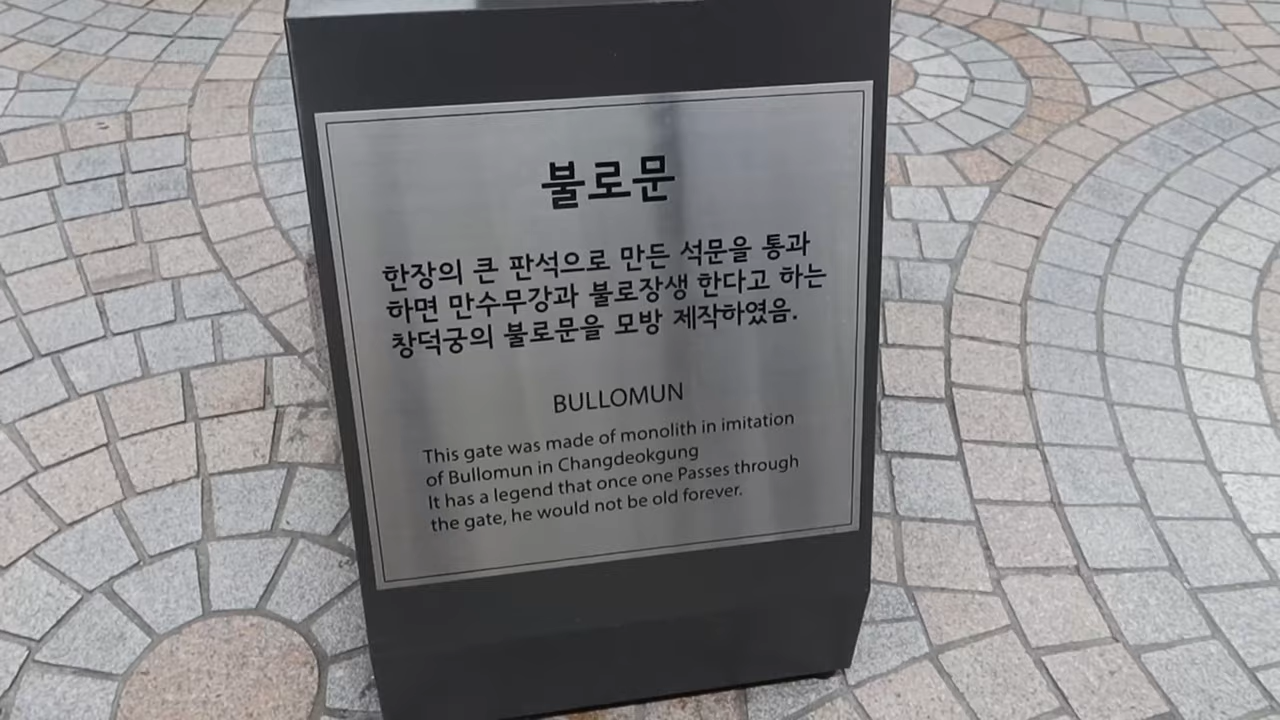 불로문
한장의 큰 판석으로 만든 석문을 통과
하면 만수무강과 불로장생 한다고 하는
창덕궁의 불로문을 모방 제작하였음.
BULLOMUN
This gate was made of monolith in imitation
of Bullomun in Changdeokgung
It has a legend that once one Passes through
the gate, he would not be old forever.